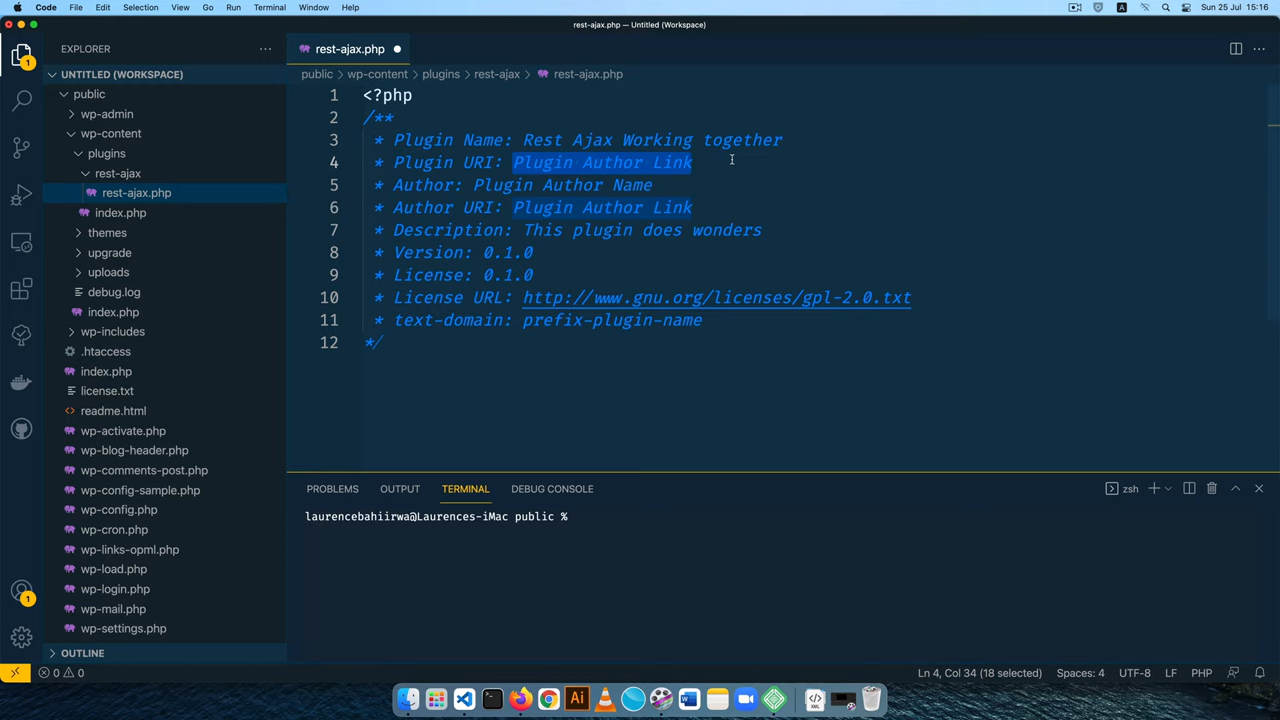 Code File Edit Selection View Go Run Terminal Window Help A Sun 25 Jul 15:16
rest-ajax.php — Untitled (Workspace)
EXPLORER
rest-ajax.php
UNTITLED (WORKSPACE)
public > wp-content > plugins > rest-ajax > rest-ajax.php
public
wp-admin
wp-content
plugins
rest-ajax
rest-ajax.php
index.php
themes
upgrade
uploads
debug.log
index.php
wp-includes
.htaccess
index.php
license.txt
readme.html
wp-activate.php
wp-blog-header.php
wp-comments-post.php
wp-config-sample.php
wp-config.php
wp-cron.php
wp-links-opml.php
wp-load.php
wp-login.php
wp-mail.php
wp-settings.php
OUTLINE
1
1
1 <?php
2 /**
3 * Plugin Name: Rest Ajax Working together
4 * Plugin URI: Plugin Author Link
5 * Author: Plugin Author Name
6 * Author URI: Plugin Author Link
7 * Description: This plugin does wonders
8 * Version: 0.1.0
9 * License: 0.1.0
10 * License URL: http://www.gnu.org/licenses/gpl-2.0.txt
11 * text-domain: prefix-plugin-name
12 */
PROBLEMS OUTPUT TERMINAL DEBUG CONSOLE zsh
laurencebahiirwa@Laurences-iMac public %
0 0 Ln 4, Col 34 (18 selected) Spaces: 4 UTF-8 LF PHP
Ai W XML